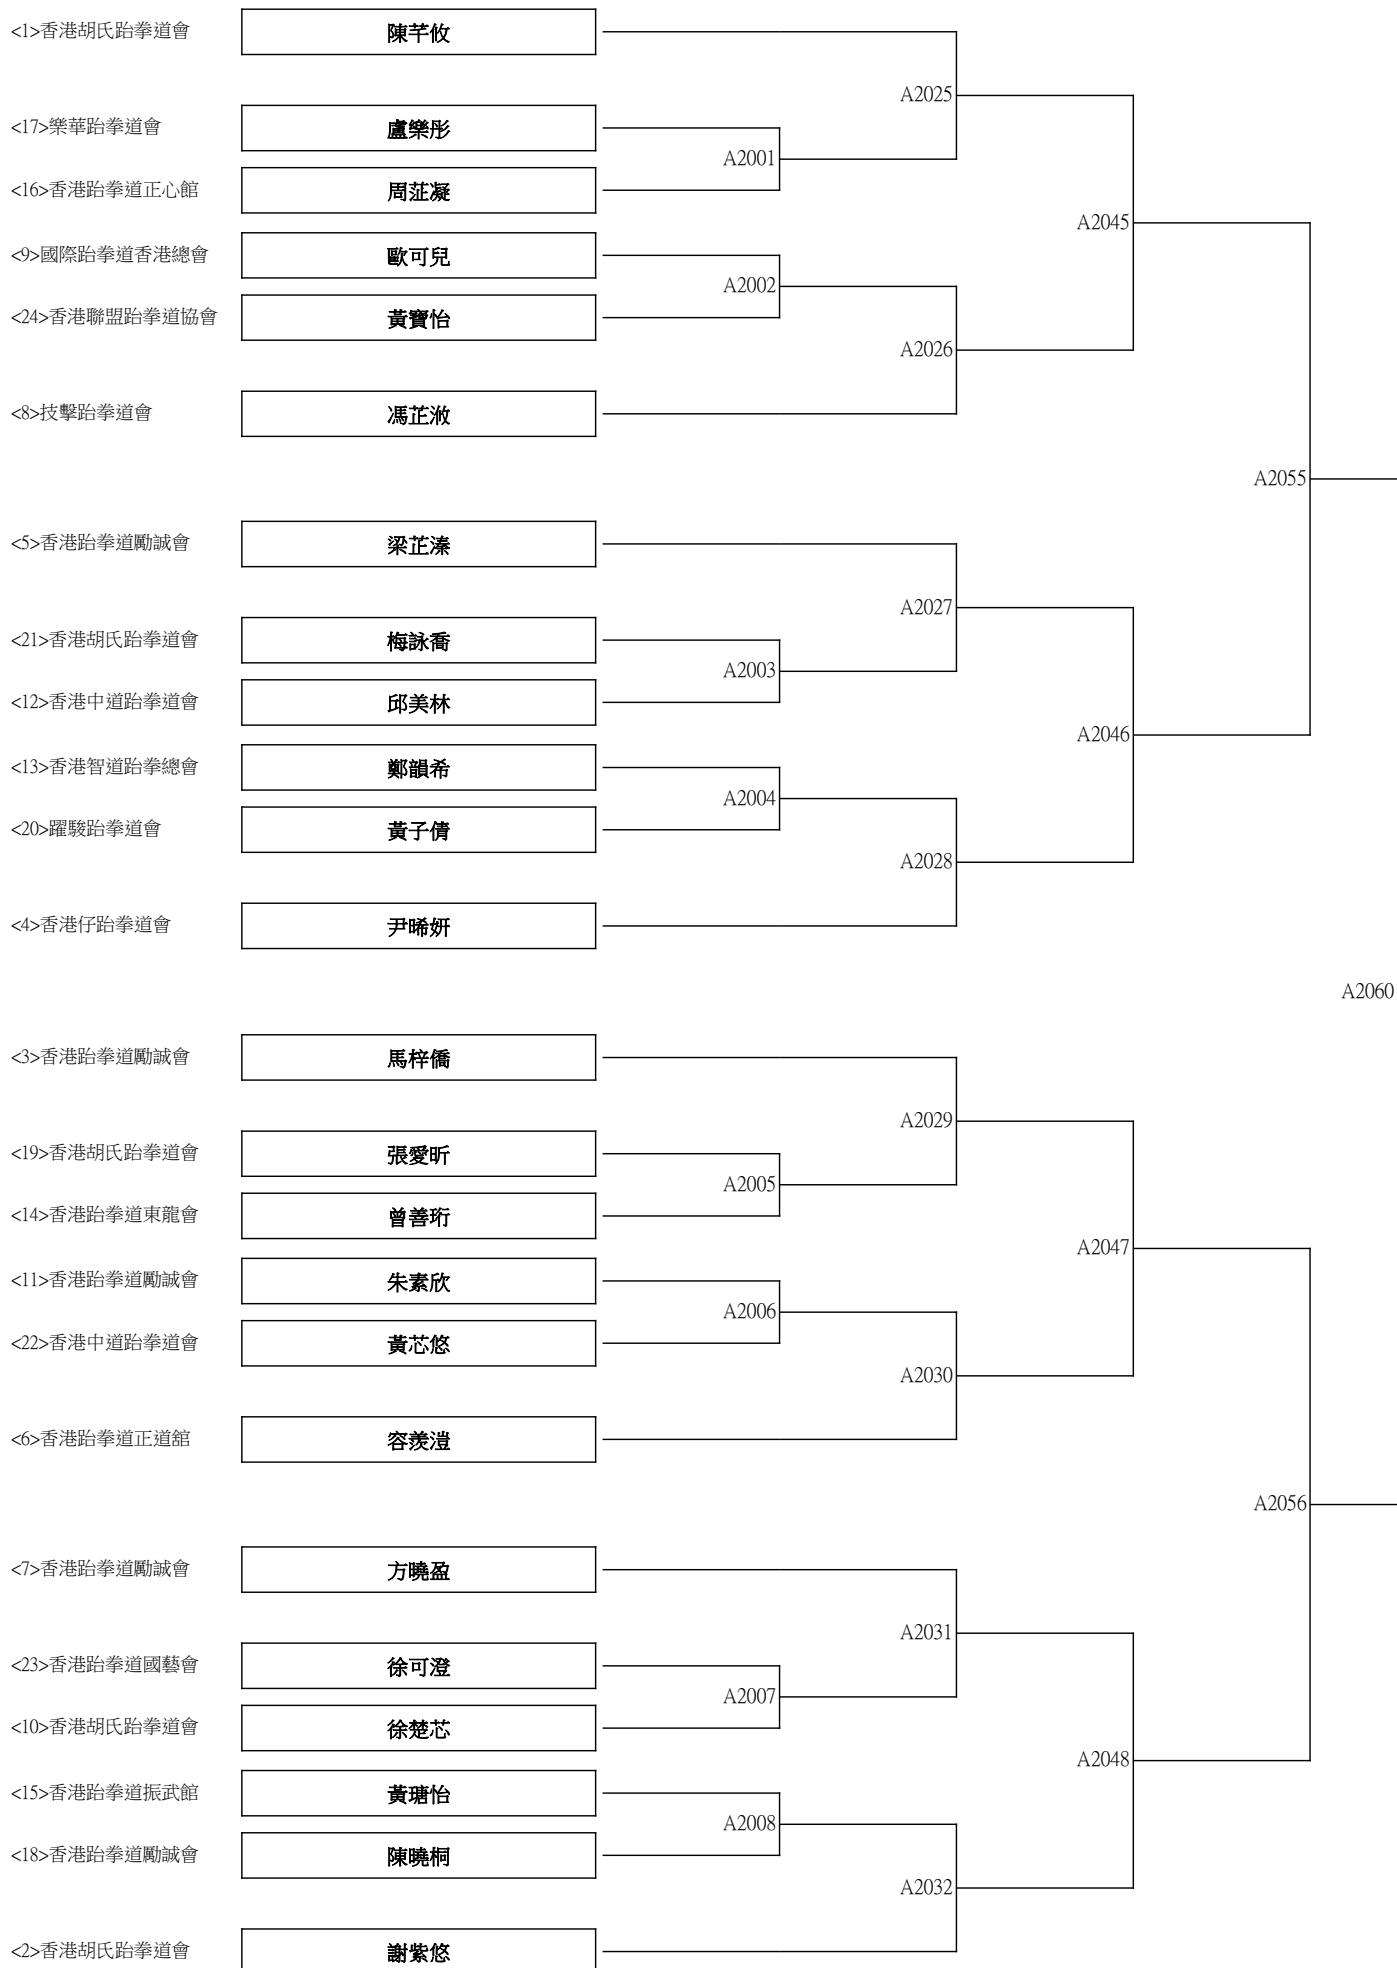 <1>香港胡氏跆拳道會 陳芊攸
A2025
<17>樂華跆拳道會 盧樂彤
A2001
<16>香港跆拳道正心館 周茳凝
A2045
<9>國際跆拳道香港總會 歐可兒
A2002
<24>香港聯盟跆拳道協會 黃寶怡
A2026
<8>技擊跆拳道會 馮芷浟
A2055
<5>香港跆拳道勵誠會 梁芷溱
A2027
<21>香港胡氏跆拳道會 梅詠喬
A2003
<12>香港中道跆拳道會 邱美林
A2046
<13>香港智道跆拳總會 鄭韻希
A2004
<20>躍駿跆拳道會 黃子倩
A2028
<4>香港仔跆拳道會 尹晞妍
A2060
<3>香港跆拳道勵誠會 馬梓僑
A2029
<19>香港胡氏跆拳道會 張愛昕
A2005
<14>香港跆拳道東龍會 曾善珩
A2047
<11>香港跆拳道勵誠會 朱素欣
A2006
<22>香港中道跆拳道會 黃芯悠
A2030
<6>香港跆拳道正道舘 容羨溰
A2056
<7>香港跆拳道勵誠會 方曉盈
A2031
<23>香港跆拳道國藝會 徐可澄
A2007
<10>香港胡氏跆拳道會 徐楚芯
A2048
<15>香港跆拳道振武館 黃瑭怡
A2008
<18>香港跆拳道勵誠會 陳曉桐
A2032
<2>香港胡氏跆拳道會 謝紫悠